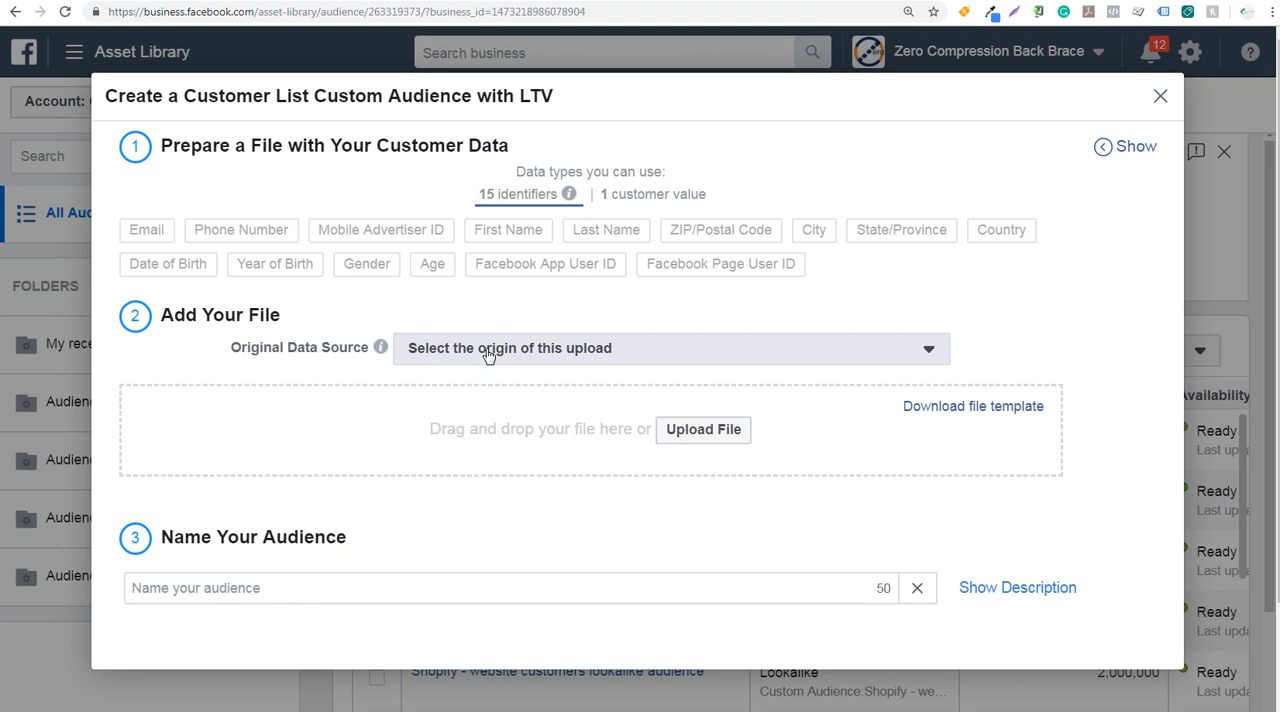 https://business.facebook.com/asset-library/audience/263319373/?business_id=1473218986078904
Asset Library
Search business
Zero Compression Back Brace
12
Account:
Create a Customer List Custom Audience with LTV
1 Prepare a File with Your Customer Data
Show
Data types you can use:
15 identifiers | 1 customer value
Search
All Au
Email Phone Number Mobile Advertiser ID First Name Last Name ZIP/Postal Code City State/Province Country
Date of Birth Year of Birth Gender Age Facebook App User ID Facebook Page User ID
FOLDERS
2 Add Your File
My rece
Original Data Source Select the origin of this upload
Availability
Audien
Download file template
Drag and drop your file here or Upload File
Ready
Last up
Audien
Ready
Last upda
Audien
3 Name Your Audience
Ready
Last up
Audien
Name your audience 50 Show Description
Ready
Last upda
Shopify - website customers lookalike audience
Lookalike
2,000,000
Ready
Custom Audience:Shopify - we...
Last upda